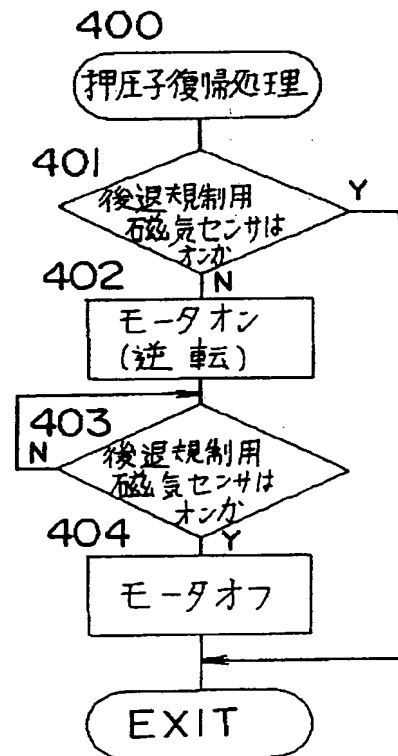 400
押圧子復帰処理
401
Y
後退規制用
磁気センサは
オンか
402
N
モータオン
(逆転)
403
N
後退規制用
磁気センサは
オンか
404
Y
モータオフ
EXIT